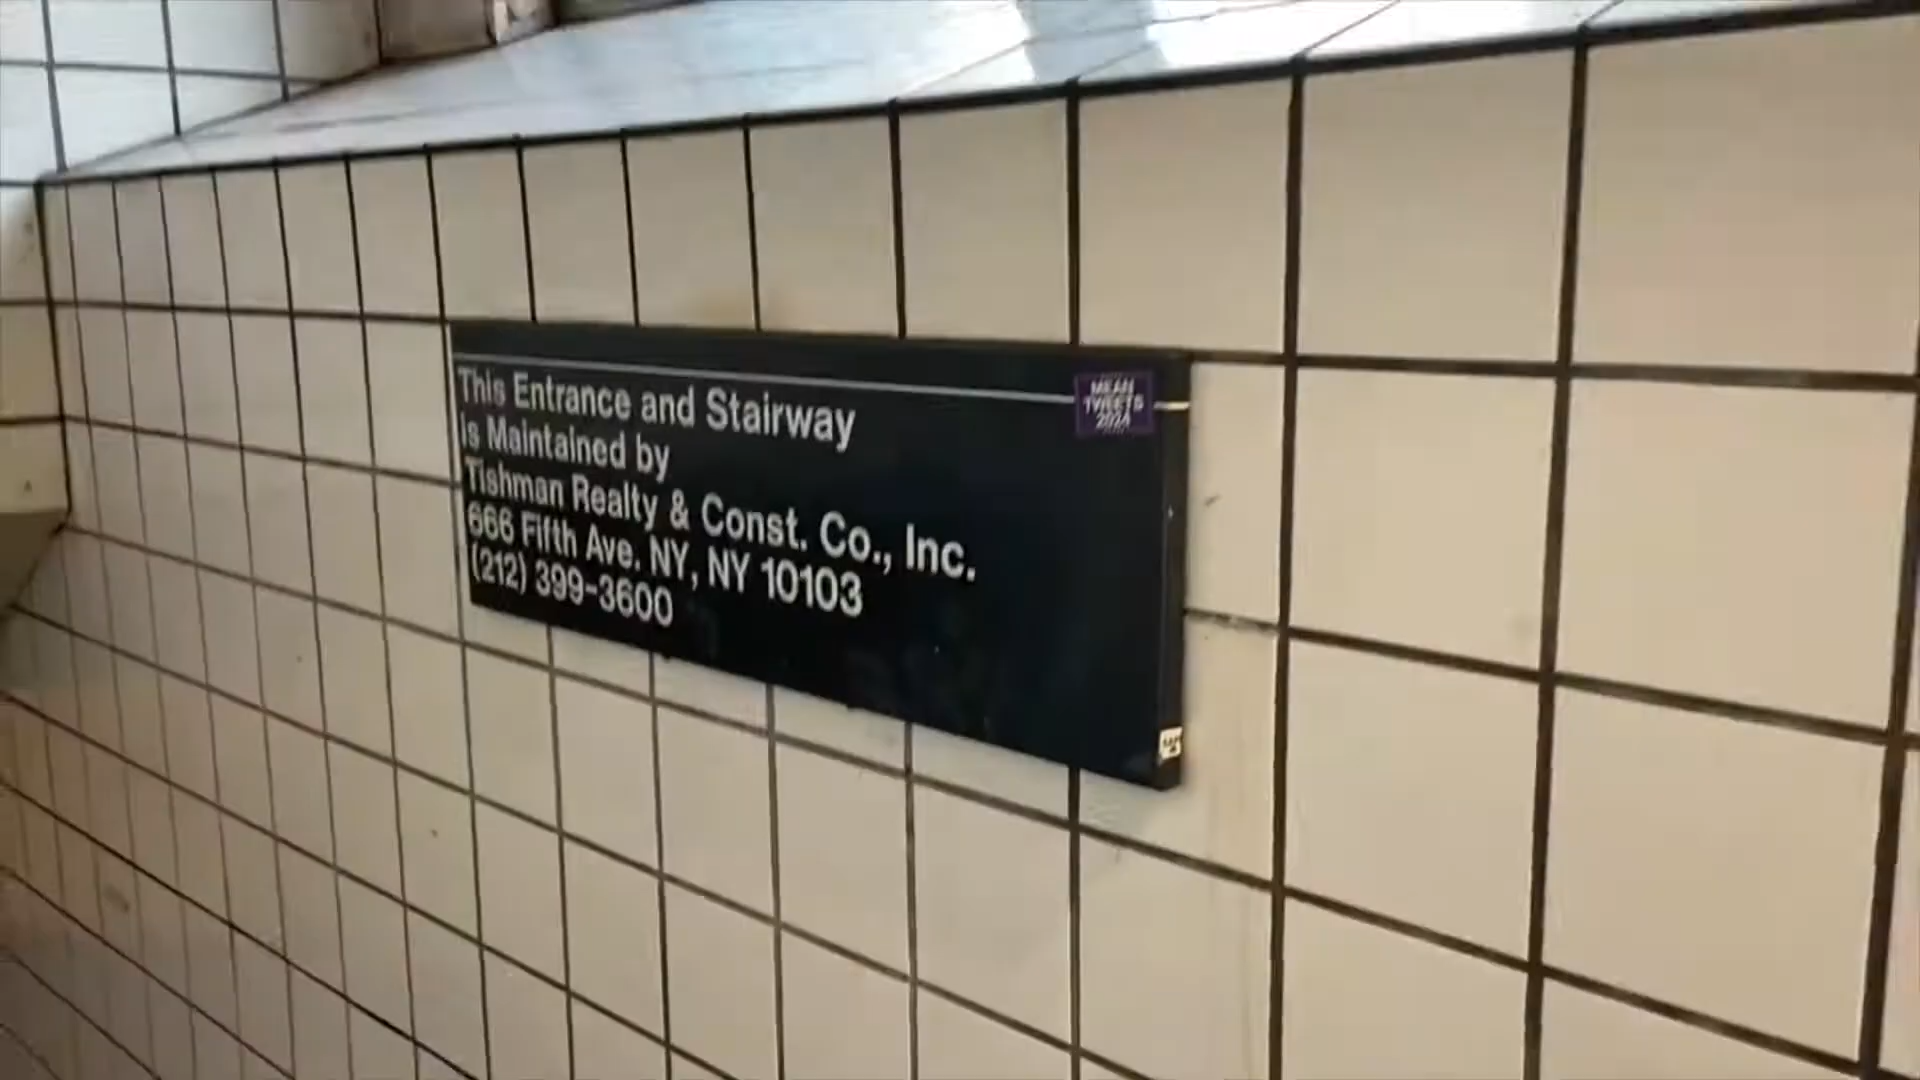 This Entrance and Stairway
is Maintained by
Tishman Realty & Const. Co., Inc.
666 Fifth Ave. NY, NY 10103
(212) 399-3600
MEAN
TWEETS
2024